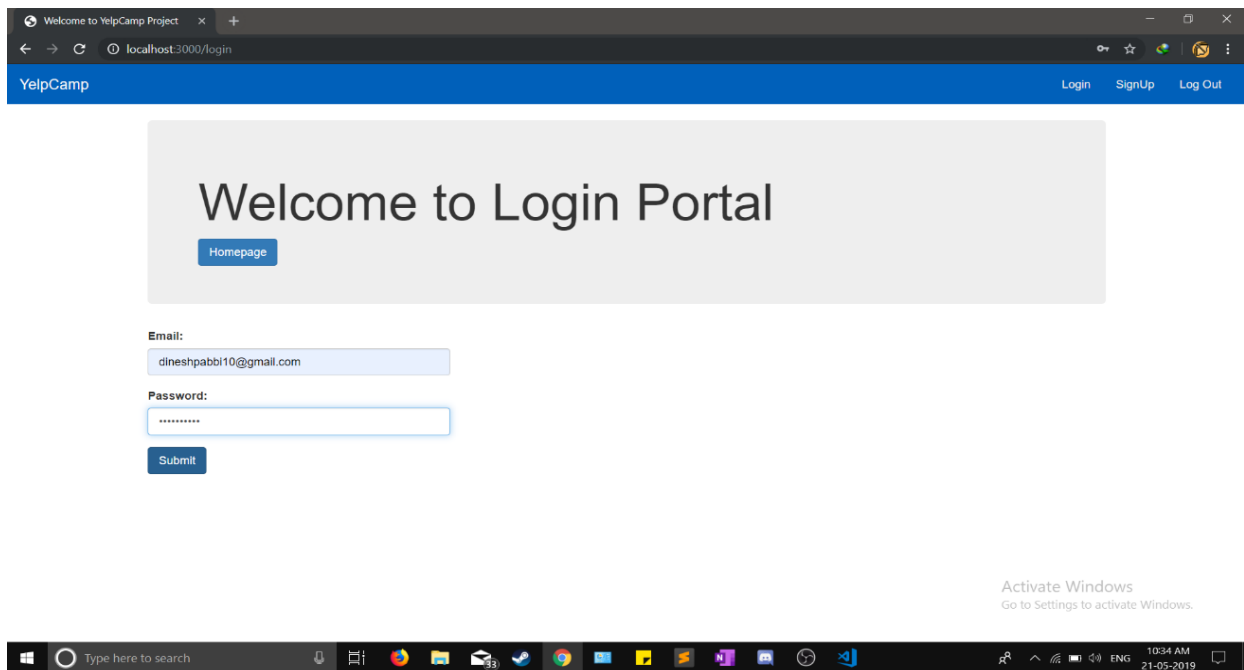 Welcome to YelpCamp Project
localhost:3000/login
YelpCamp Login SignUp Log Out
Welcome to Login Portal
Homepage
Email:
dineshpabbi10@gmail.com
Password:
••••••••••
Submit
Activate Windows
Go to Settings to activate Windows.
Type here to search
33
ENG
10:34 AM
21-05-2019